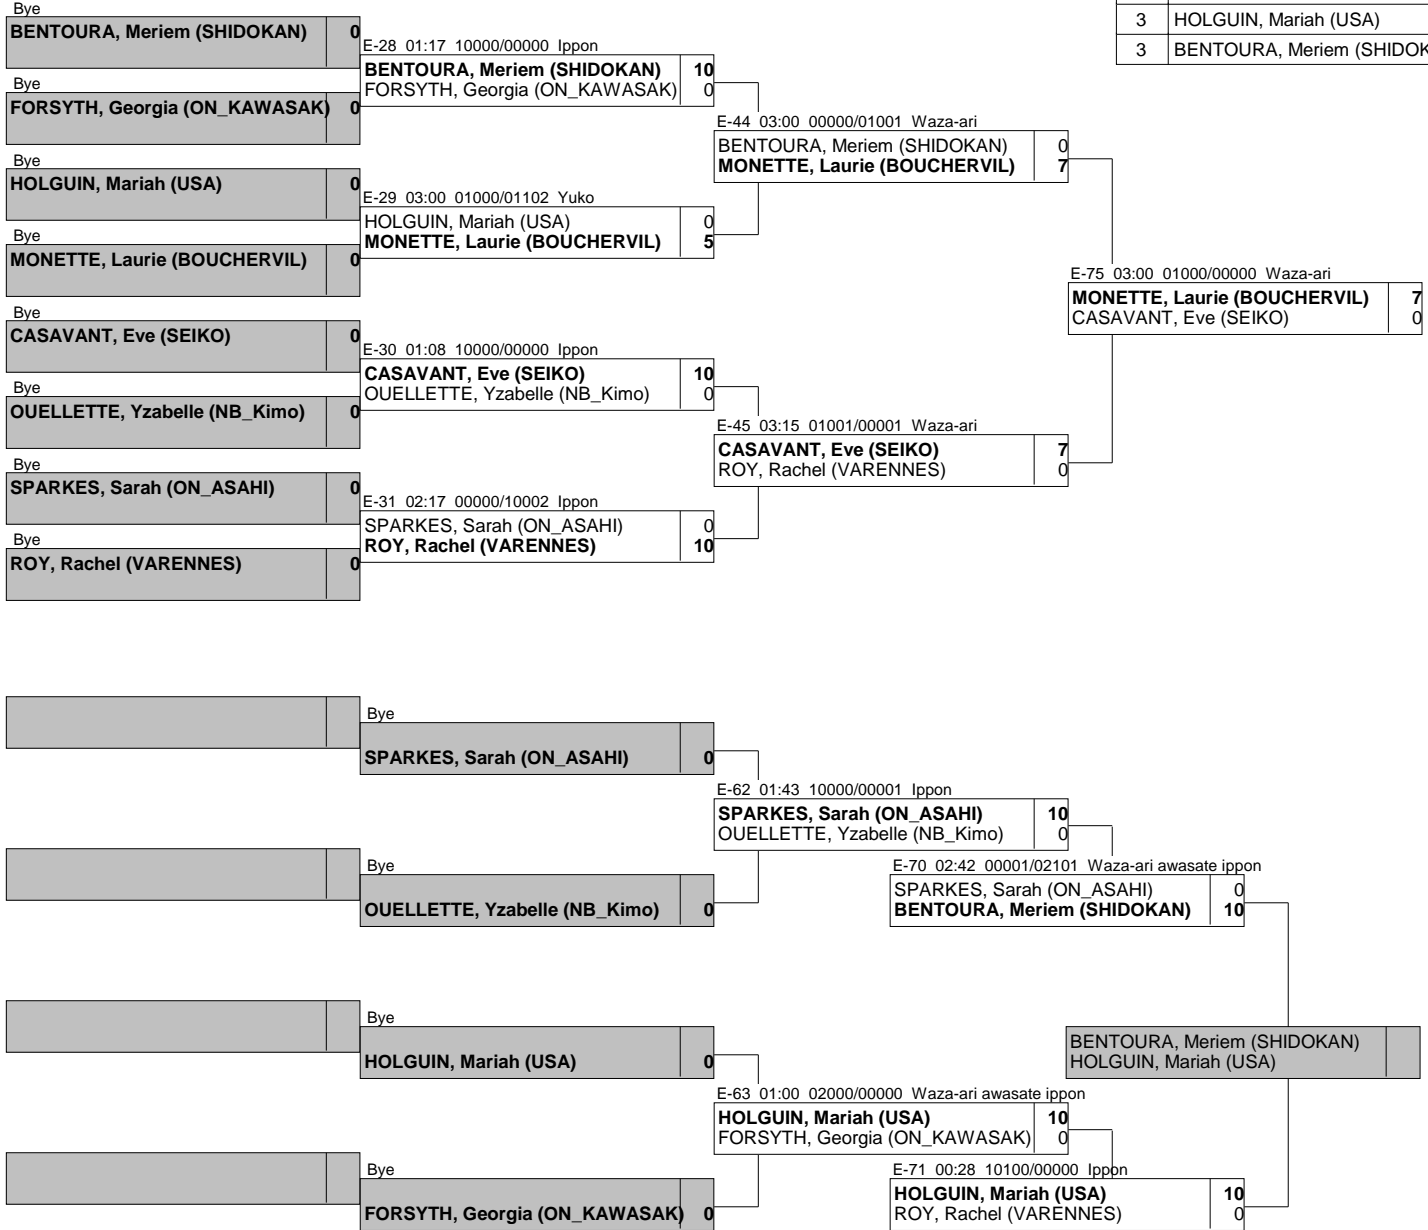 3 HOLGUIN, Mariah (USA)
3 BENTOURA, Meriem (SHIDOK
Bye
BENTOURA, Meriem (SHIDOKAN) 0
Bye
FORSYTH, Georgia (ON_KAWASAK) 0
Bye
HOLGUIN, Mariah (USA) 0
Bye
MONETTE, Laurie (BOUCHERVIL) 0
Bye
CASAVANT, Eve (SEIKO) 0
Bye
OUELLETTE, Yzabelle (NB_Kimo) 0
Bye
SPARKES, Sarah (ON_ASAHI) 0
Bye
ROY, Rachel (VARENNES) 0
E-28 01:17 10000/00000 Ippon
BENTOURA, Meriem (SHIDOKAN) 10
FORSYTH, Georgia (ON_KAWASAK) 0
E-29 03:00 01000/01102 Yuko
HOLGUIN, Mariah (USA) 0
MONETTE, Laurie (BOUCHERVIL) 5
E-30 01:08 10000/00000 Ippon
CASAVANT, Eve (SEIKO) 10
OUELLETTE, Yzabelle (NB_Kimo) 0
E-31 02:17 00000/10002 Ippon
SPARKES, Sarah (ON_ASAHI) 0
ROY, Rachel (VARENNES) 10
E-44 03:00 00000/01001 Waza-ari
BENTOURA, Meriem (SHIDOKAN) 0
MONETTE, Laurie (BOUCHERVIL) 7
E-45 03:15 01001/00001 Waza-ari
CASAVANT, Eve (SEIKO) 7
ROY, Rachel (VARENNES) 0
E-75 03:00 01000/00000 Waza-ari
MONETTE, Laurie (BOUCHERVIL) 7
CASAVANT, Eve (SEIKO) 0
Bye
SPARKES, Sarah (ON_ASAHI) 0
Bye
OUELLETTE, Yzabelle (NB_Kimo) 0
Bye
HOLGUIN, Mariah (USA) 0
Bye
FORSYTH, Georgia (ON_KAWASAK) 0
E-62 01:43 10000/00001 Ippon
SPARKES, Sarah (ON_ASAHI) 10
OUELLETTE, Yzabelle (NB_Kimo) 0
E-63 01:00 02000/00000 Waza-ari awasate ippon
HOLGUIN, Mariah (USA) 10
FORSYTH, Georgia (ON_KAWASAK) 0
E-70 02:42 00001/02101 Waza-ari awasate ippon
SPARKES, Sarah (ON_ASAHI) 0
BENTOURA, Meriem (SHIDOKAN) 10
E-71 00:28 10100/00000 Ippon
HOLGUIN, Mariah (USA) 10
ROY, Rachel (VARENNES) 0
BENTOURA, Meriem (SHIDOKAN)
HOLGUIN, Mariah (USA)